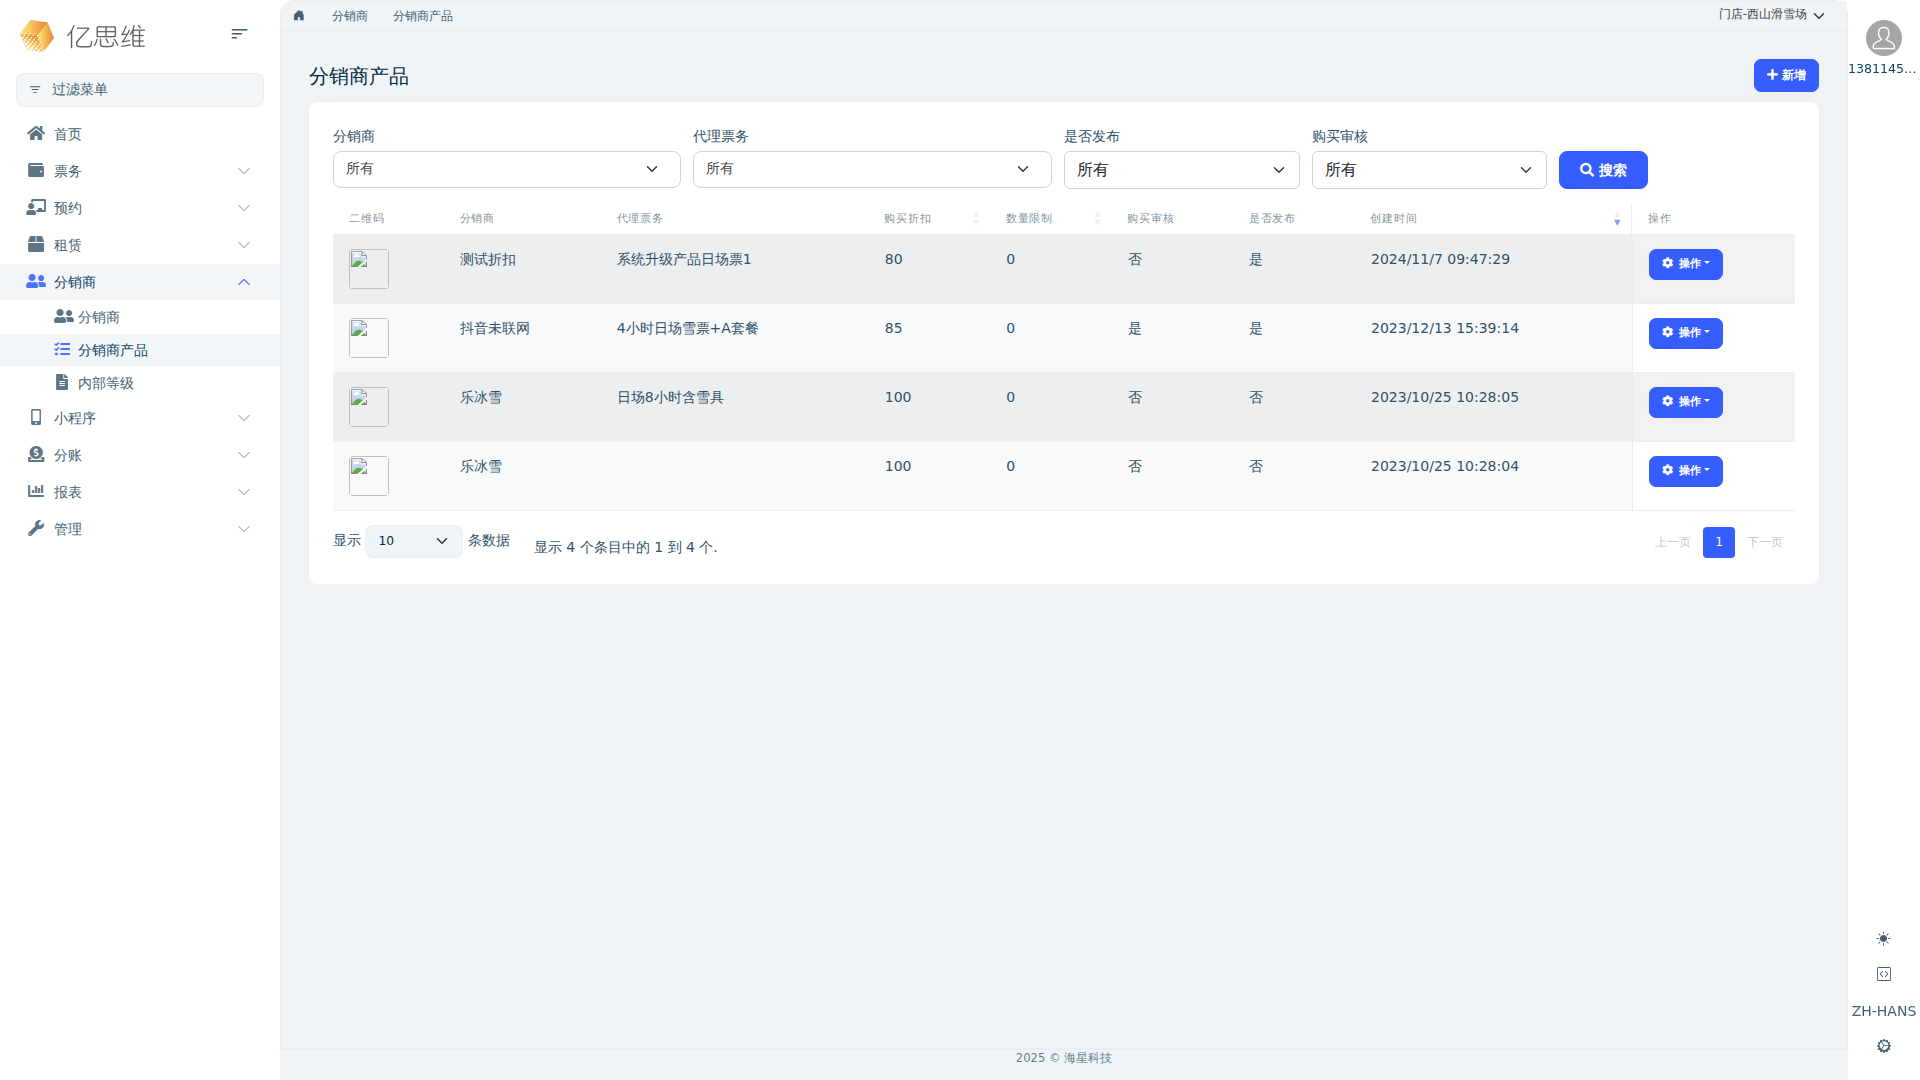 亿思维
过滤菜单
首页
票务
预约
租赁
分销商
分销商
分销商产品
内部等级
小程序
分账
报表
管理
分销商
分销商产品
门店-西山滑雪场
1381145...
分销商产品
新增
分销商
代理票务
是否发布
购买审核
所有
所有
所有
所有
搜索
二维码 分销商 代理票务 购买折扣 数量限制 购买审核 是否发布 创建时间 操作
测试折扣 系统升级产品日场票1 80 0 否 是 2024/11/7 09:47:29 操作
抖音未联网 4小时日场雪票+A套餐 85 0 是 是 2023/12/13 15:39:14 操作
乐冰雪 日场8小时含雪具 100 0 否 否 2023/10/25 10:28:05 操作
乐冰雪 100 0 否 否 2023/10/25 10:28:04 操作
显示 10 条数据 显示 4 个条目中的 1 到 4 个.
上一页 1 下一页
ZH-HANS
2025 © 海星科技